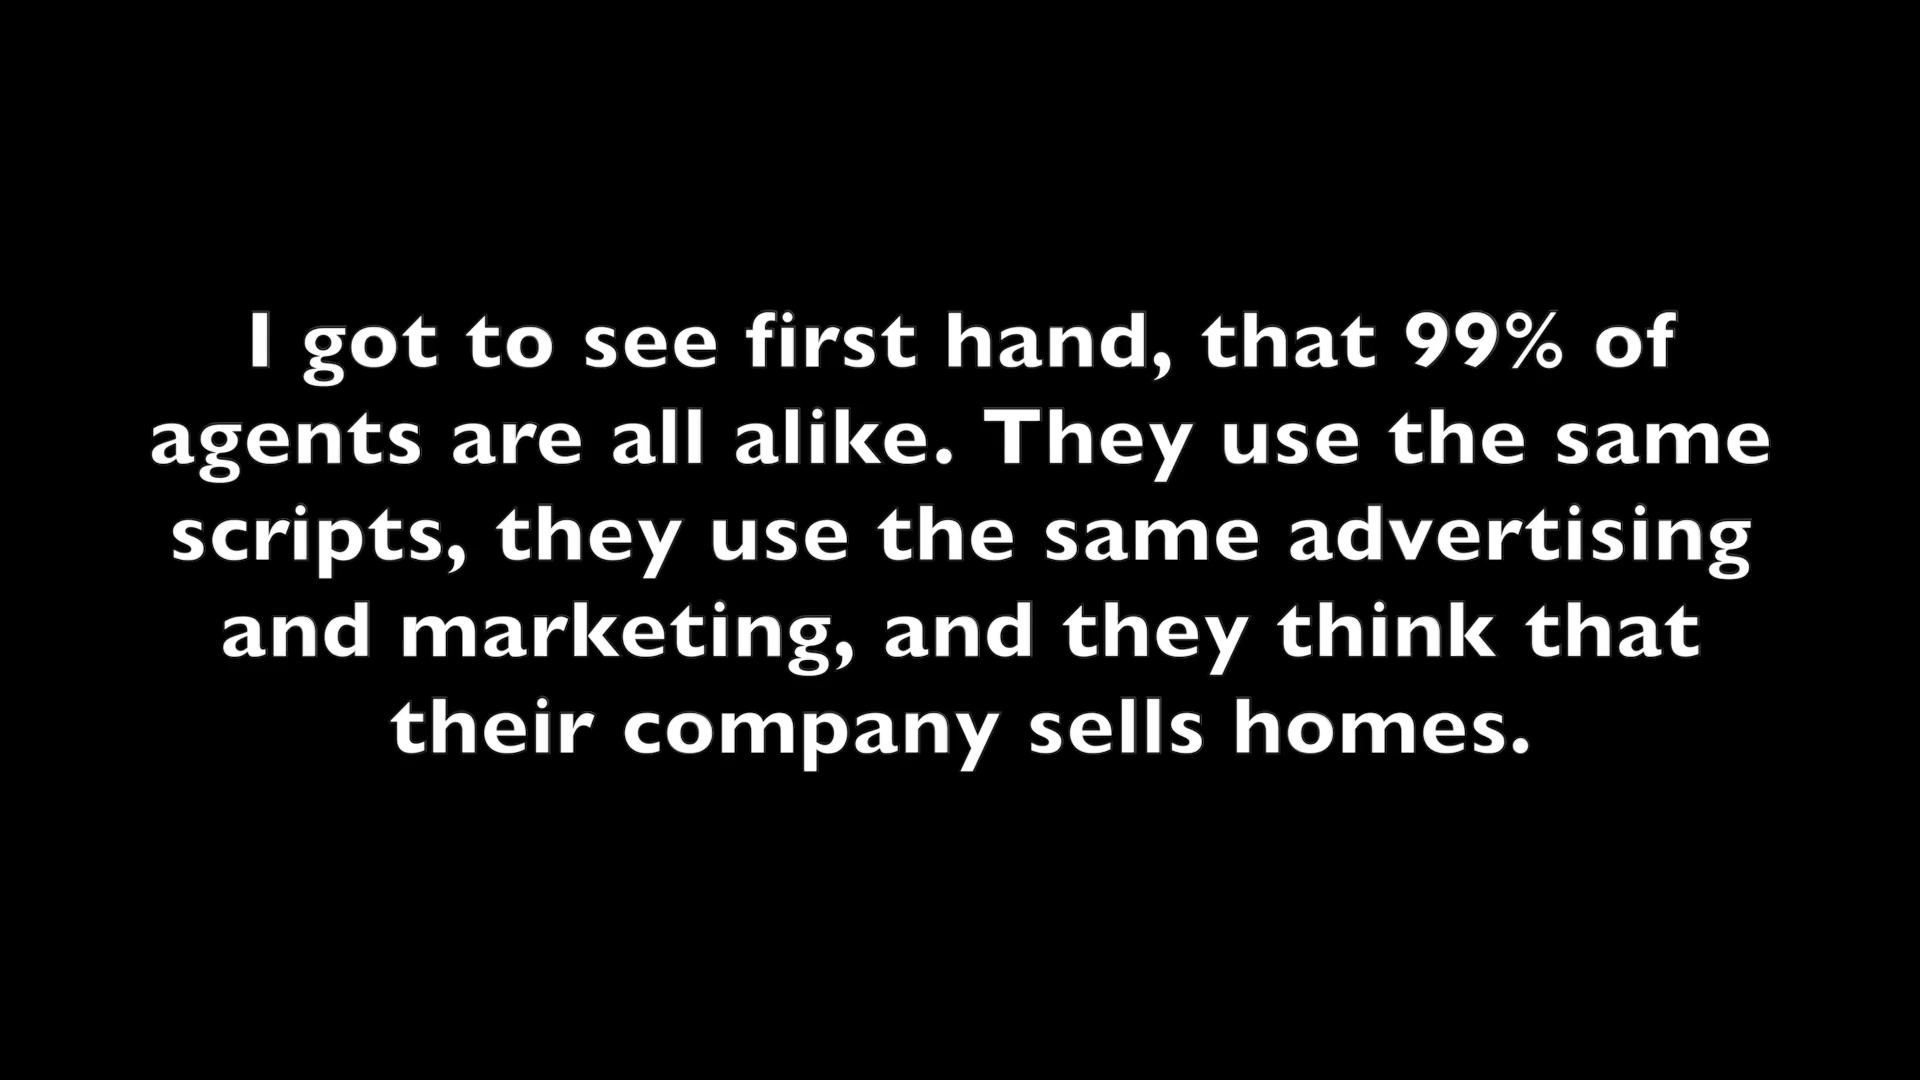 I got to see first hand, that 99% of
agents are all alike. They use the same
scripts, they use the same advertising
and marketing, and they think that
their company sells homes.